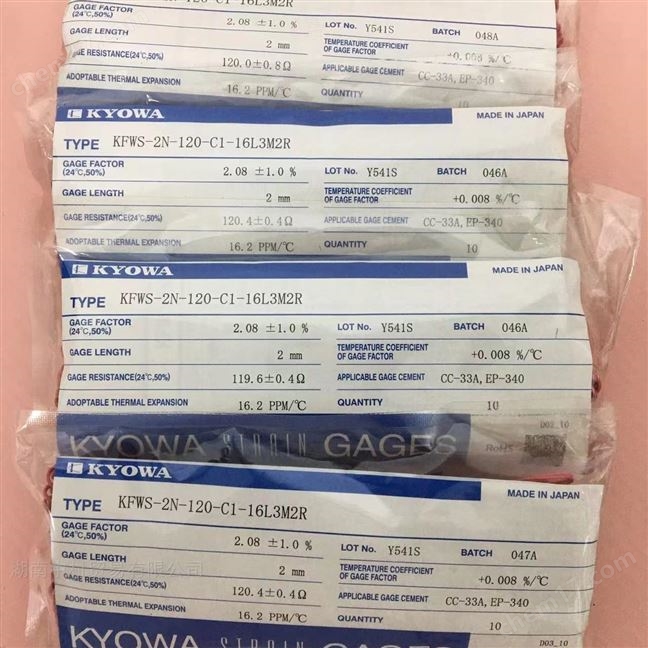 2.08 ±1.0 % LOT No. Y541S BATCH 048A
GAGE FACTOR
(24℃,50%)
GAGE LENGTH 2 mm TEMPERATURE COEFFICIENT
OF GAGE FACTOR +0.008 %/℃
GAGE RESISTANCE(24℃,50%) 120.0±0.8Ω APPLICABLE GAGE CEMENT CC-33A,EP-340
ADOPTABLE THERMAL EXPANSION 16.2 PPM/℃ QUANTITY 10
KYOWA MADE IN JAPAN
TYPE KFWS-2N-120-C1-16L3M2R
GAGE FACTOR
(24℃,50%) 2.08 ±1.0 % LOT No. Y541S BATCH 046A
GAGE LENGTH 2 mm TEMPERATURE COEFFICIENT
OF GAGE FACTOR +0.008 %/℃
GAGE RESISTANCE(24℃,50%) 120.4±0.4Ω APPLICABLE GAGE CEMENT CC-33A,EP-340
ADOPTABLE THERMAL EXPANSION 16.2 PPM/℃ QUANTITY 10
KYOWA MADE IN JAPAN
TYPE KFWS-2N-120-C1-16L3M2R
GAGE FACTOR
(24℃,50%) 2.08 ±1.0 % LOT No. Y541S BATCH 046A
GAGE LENGTH 2 mm TEMPERATURE COEFFICIENT
OF GAGE FACTOR +0.008 %/℃
GAGE RESISTANCE(24℃,50%) 119.6±0.4Ω APPLICABLE GAGE CEMENT CC-33A,EP-340
ADOPTABLE THERMAL EXPANSION 16.2 PPM/℃ QUANTITY 10
D03_10
KYOWA STRAIN GAGES RoHS
KYOWA MADE IN JAPAN
TYPE KFWS-2N-120-C1-16L3M2R
GAGE FACTOR
(24℃,50%) 2.08 ±1.0 % LOT No. Y541S BATCH 047A
GAGE LENGTH 2 mm TEMPERATURE COEFFICIENT
OF GAGE FACTOR +0.008 %/℃
GAGE RESISTANCE(24℃,50%) 120.4±0.4Ω APPLICABLE GAGE CEMENT CC-33A,EP-340
ADOPTABLE THERMAL EXPANSION 16.2 PPM/℃ QUANTITY 10
D03_10
KYOWA STRAIN GAGES